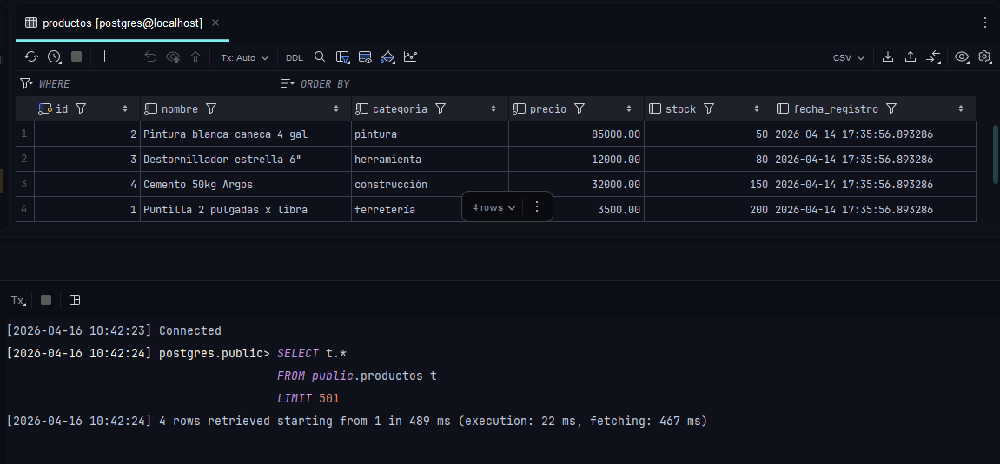 productos [postgres@localhost]
Tx: Auto DDL CSV
WHERE ORDER BY
id nombre categoria precio stock fecha_registro
1 2 Pintura blanca caneca 4 gal pintura 85000.00 50 2026-04-14 17:35:56.893286
2 3 Destornillador estrella 6" herramienta 12000.00 80 2026-04-14 17:35:56.893286
3 4 Cemento 50kg Argos construcción 32000.00 150 2026-04-14 17:35:56.893286
4 1 Puntilla 2 pulgadas x libra ferretería 3500.00 200 2026-04-14 17:35:56.893286
4 rows
Tx
[2026-04-16 10:42:23] Connected
[2026-04-16 10:42:24] postgres.public> SELECT t.*
FROM public.productos t
LIMIT 501
[2026-04-16 10:42:24] 4 rows retrieved starting from 1 in 489 ms (execution: 22 ms, fetching: 467 ms)